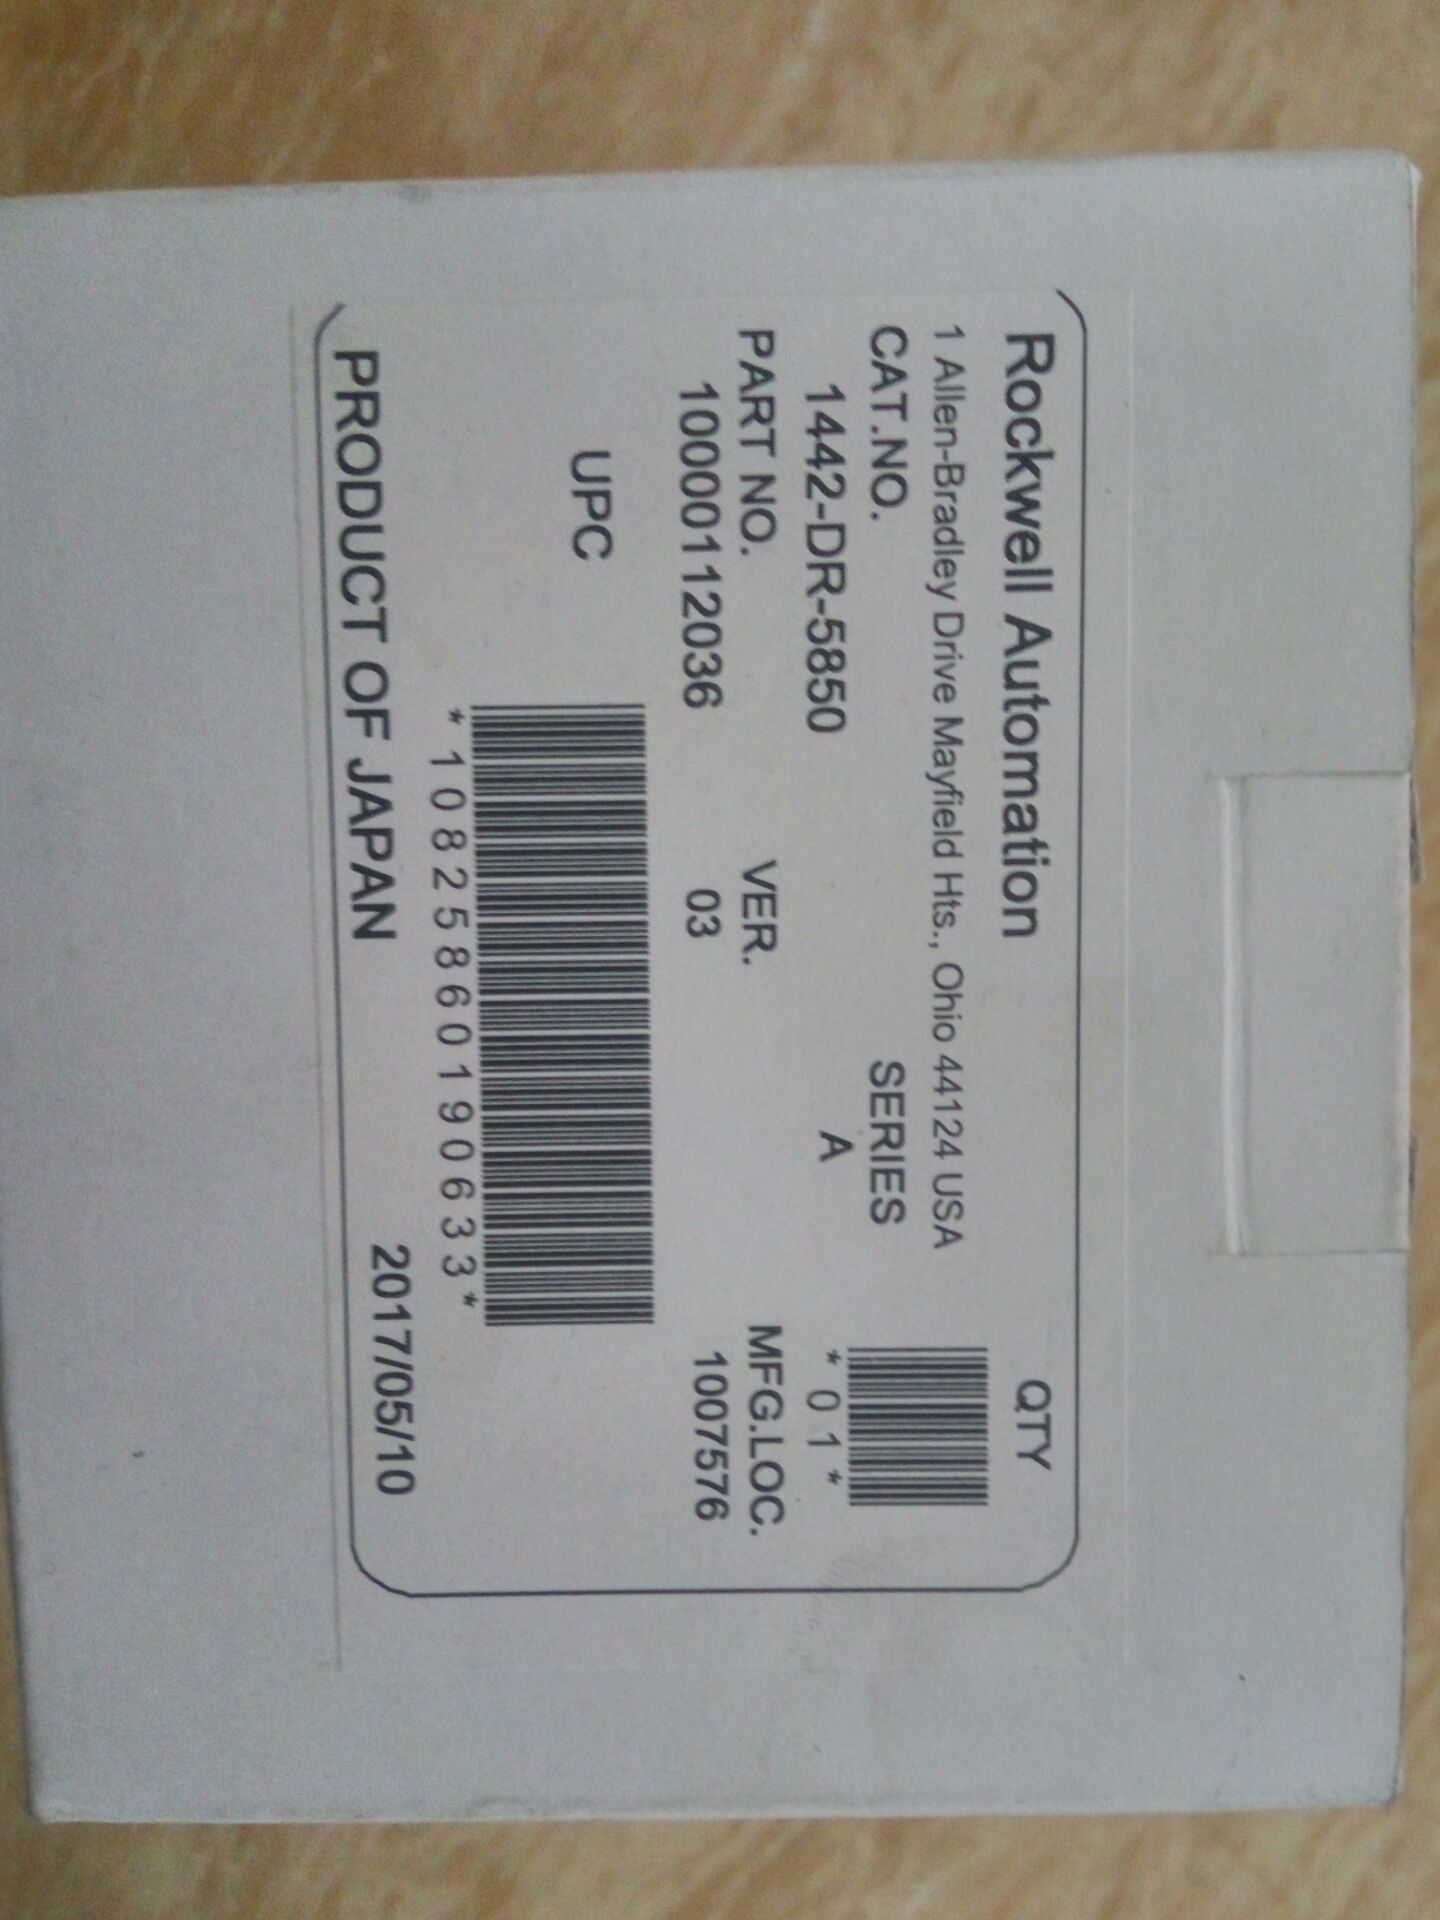 Rockwell Automation QTY
1 Allen-Bradley Drive Mayfield Hts., Ohio 44124 USA
CAT.NO. SERIES
1442-DR-5850 A *01*
PART NO. VER. MFG.LOC.
10000112036 03 1007576
UPC
*10825860190633*
PRODUCT OF JAPAN 2017/05/10